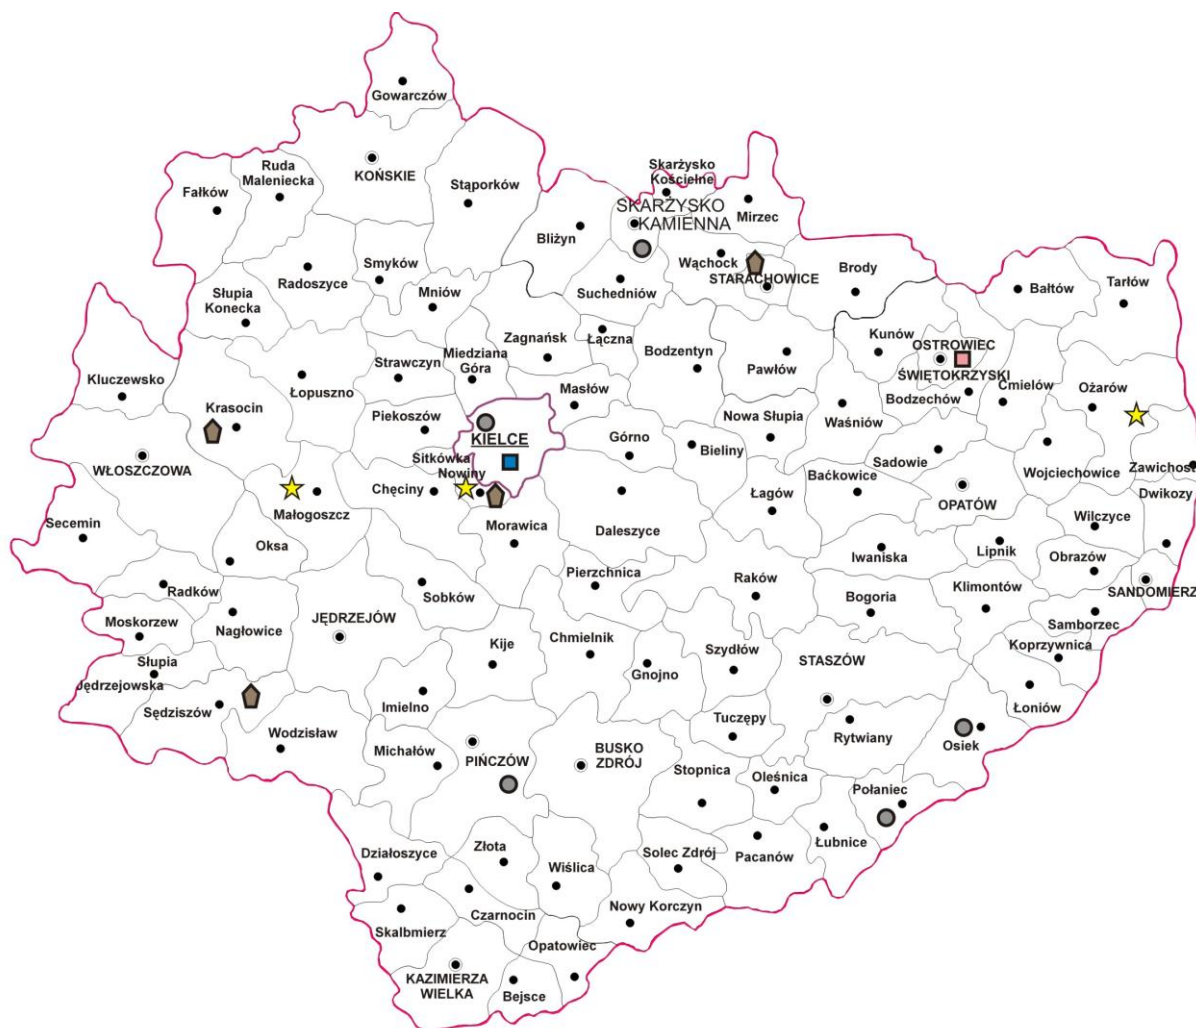 Gowarczów
KOŃSKIE
Ruda
Maleniecka
Fałków
Stąporków
Skarżysko
Kościelne
SKARŻYSKO
KAMIENNA
Mirzec
Bliżyn
Wąchock
STARACHOWICE
Brody
Bałtów
Tarłów
Smyków
Radoszyce
Słupia
Konecka
Mniów
Suchedniów
Zagnańsk
Łączna
Bodzentyn
Pawłów
Kunów
OSTROWIEC
ŚWIĘTOKRZYSKI
Bodzechów
Ćmielów
Ożarów
Strawczyn
Miedziana
Góra
Masłów
Kluczewsko
Łopuszno
Krasocin
Piekoszów
KIELCE
Górno
Nowa Słupia
Waśniów
Bieliny
Sadowie
Wojciechowice
Zawichost
WŁOSZCZOWA
Sitkówka
Nowiny
Chęciny
Małogoszcz
Morawica
Daleszyce
Łagów
Baćkowice
OPATÓW
Dwikozy
Wilczyce
Secemin
Oksa
Iwaniska
Lipnik
Obrazów
Pierzchnica
Raków
Klimontów
SANDOMIERZ
Radków
Sobków
Bogoria
Moskorzew
Nagłowice
JĘDRZEJÓW
Samborzec
Kije
Chmielnik
Szydłów
Koprzywnica
Słupia
Jędrzejowska
Gnojno
STASZÓW
Sędziszów
Imielno
Łoniów
Tuczępy
Rytwiany
Osiek
Wodzisław
Michałów
PIŃCZÓW
BUSKO
ZDRÓJ
Stopnica
Oleśnica
Połaniec
Łubnice
Pacanów
Działoszyce
Złota
Wiślica
Solec Zdrój
Czarnocin
Nowy Korczyn
Skalbmierz
Opatowiec
KAZIMIERZA
WIELKA
Bejsce